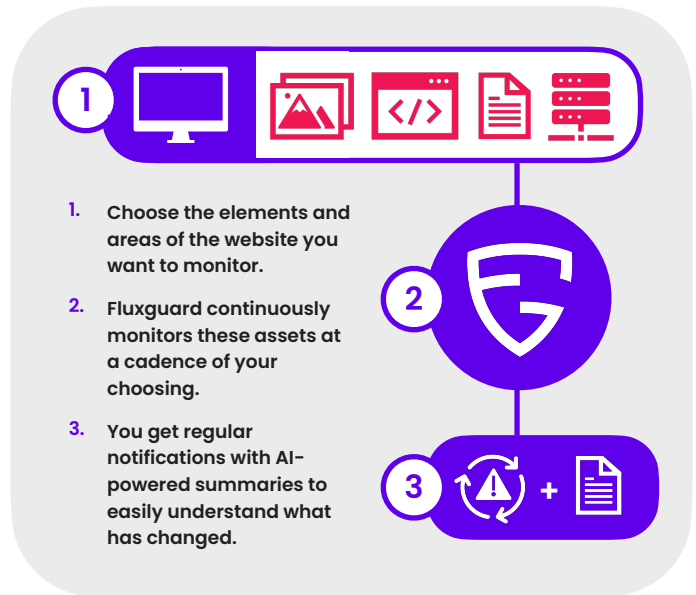 1
1. Choose the elements and
areas of the website you
want to monitor.
2. Fluxguard continuously
monitors these assets at
a cadence of your
choosing.
3. You get regular
notifications with AI-
powered summaries to
easily understand what
has changed.
</>
2
3
+